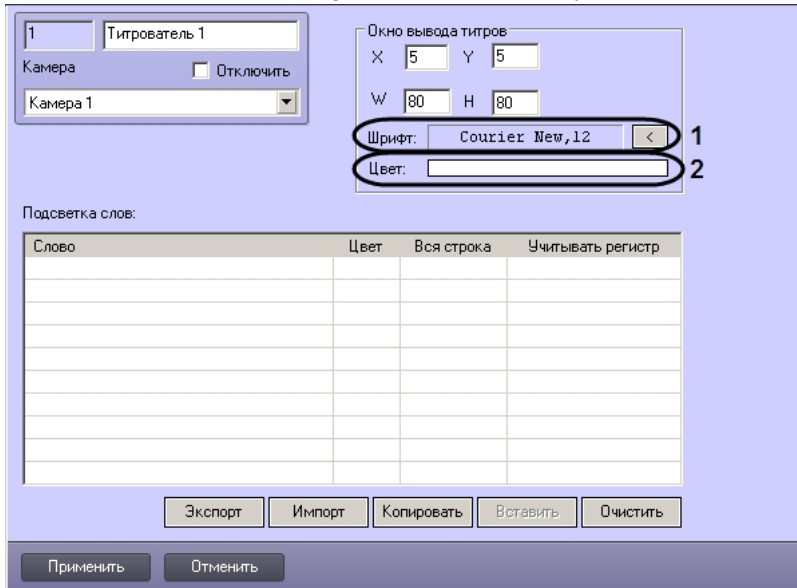 1 Титрователь 1
Камера Отключить
Камера 1
Окно вывода титров
X 5 Y 5
W 80 H 80
Шрифт: Courier New,12 < 1
Цвет: 2
Подсветка слов:
Слово Цвет Вся строка Учитывать регистр
Экспорт Импорт Копировать Вставить Очистить
Применить Отменить